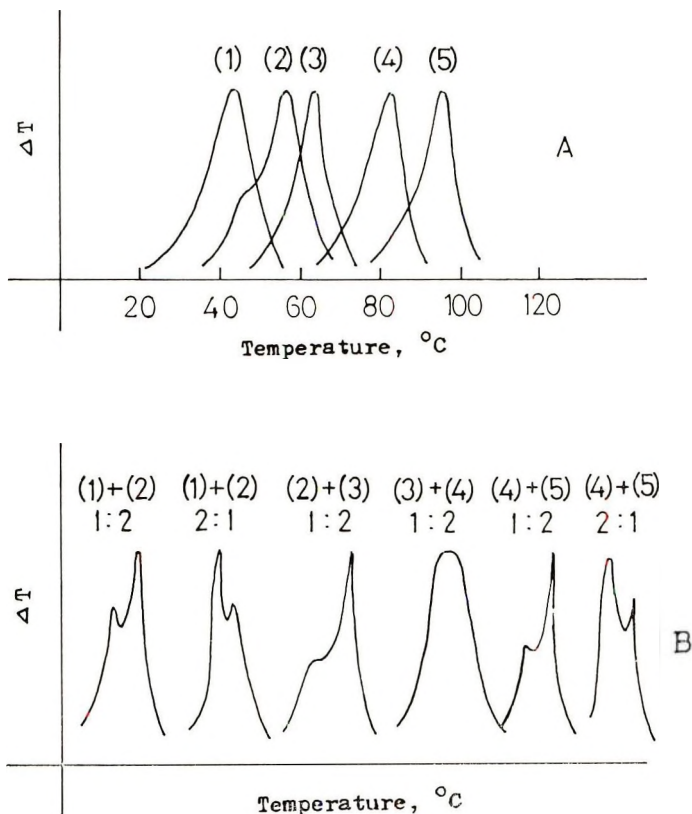 (1) (2) (3) (4) (5)
ΔT
A
20 40 60 80 100 120
Temperature, °C
(1)+(2) (1)+(2) (2)+(3) (3)+(4) (4)+(5) (4)+(5)
1:2 2:1 1:2 1:2 1:2 2:1
ΔT
B
Temperature, °C